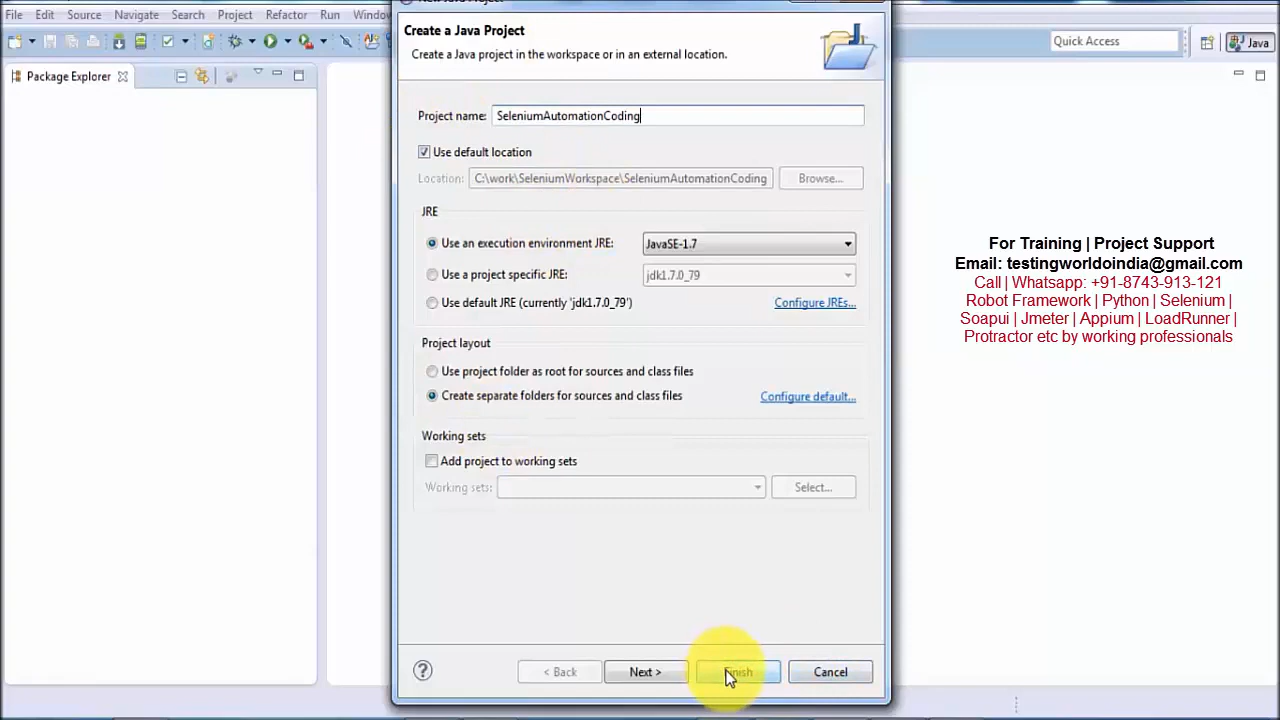 New Java Project
File Edit Source Navigate Search Project Refactor Run Window
Create a Java Project
Create a Java project in the workspace or in an external location.
Quick Access
Java
Package Explorer
Project name: SeleniumAutomationCoding
Use default location
Location: C:\work\SeleniumWorkspace\SeleniumAutomationCoding Browse...
JRE
Use an execution environment JRE: JavaSE-1.7
Use a project specific JRE: jdk1.7.0_79
Use default JRE (currently 'jdk1.7.0_79') Configure JREs...
Project layout
Use project folder as root for sources and class files
Create separate folders for sources and class files Configure default...
Working sets
Add project to working sets
Working sets: Select...
< Back Next > Finish Cancel
For Training | Project Support
Email: testingworldoindia@gmail.com
Call | Whatsapp: +91-8743-913-121
Robot Framework | Python | Selenium |
Soapui | Jmeter | Appium | LoadRunner |
Protractor etc by working professionals